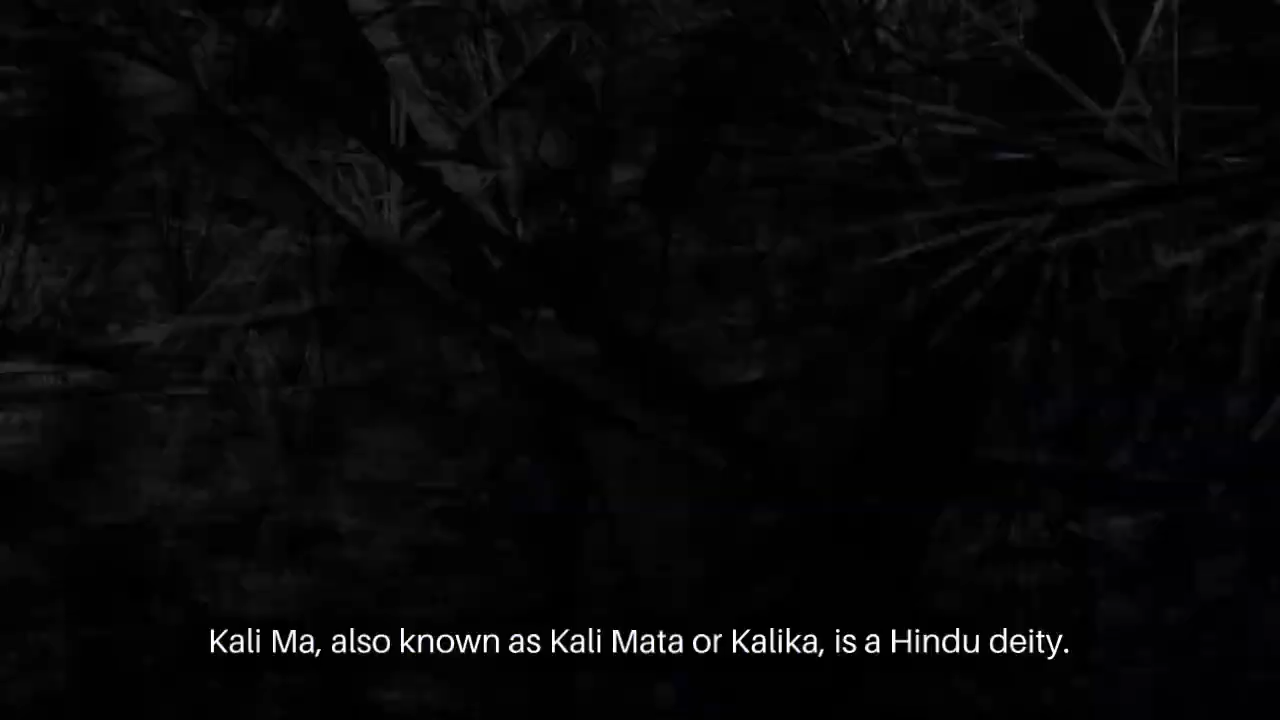 Kali Ma, also known as Kali Mata or Kalika, is a Hindu deity.